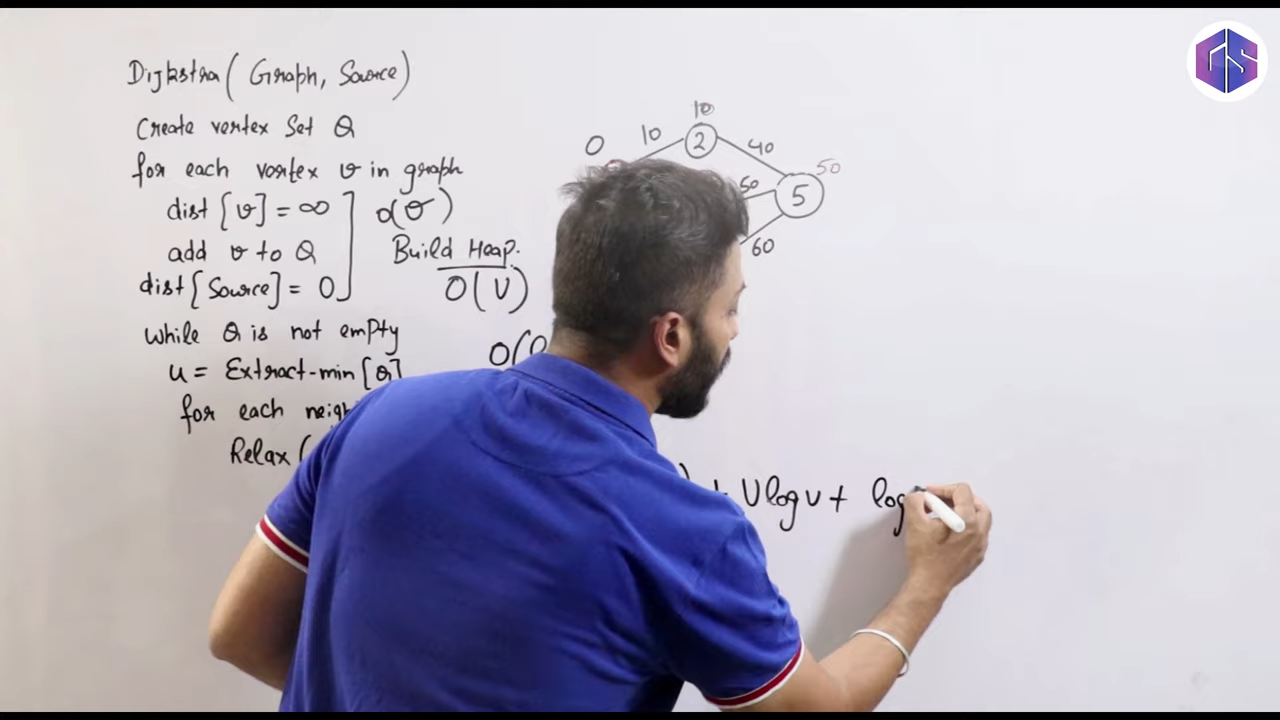 Dijkstra( Graph, Source)
Create vertex Set Q
for each vortex v in graph
dist [v] = ∞
add v to Q
dist [Source] = 0
O(v)
Build Heap.
O(V)
while Q is not empty
u = Extract-min [Q]
for each neigh
Relax (
O(
) + Vlogv + log
0
10
10
2
40
50
50
5
60
GS